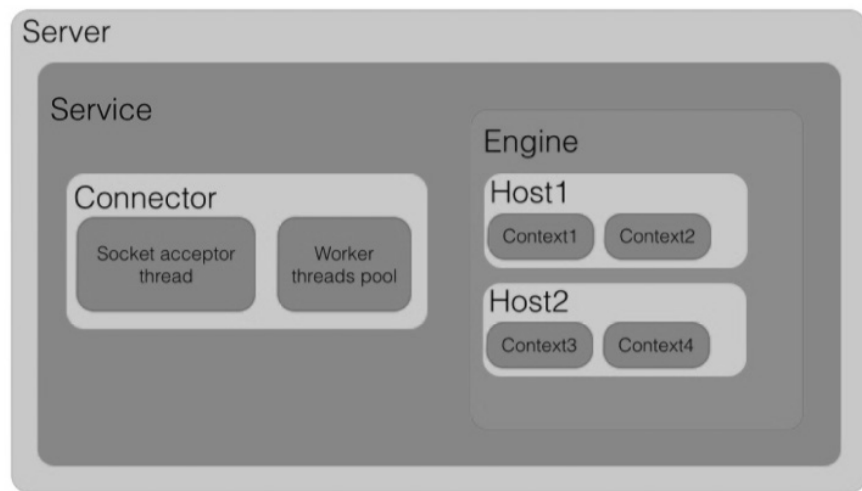 Server
Service
Connector
Socket acceptor
thread
Worker
threads pool
Engine
Host1
Context1
Context2
Host2
Context3
Context4